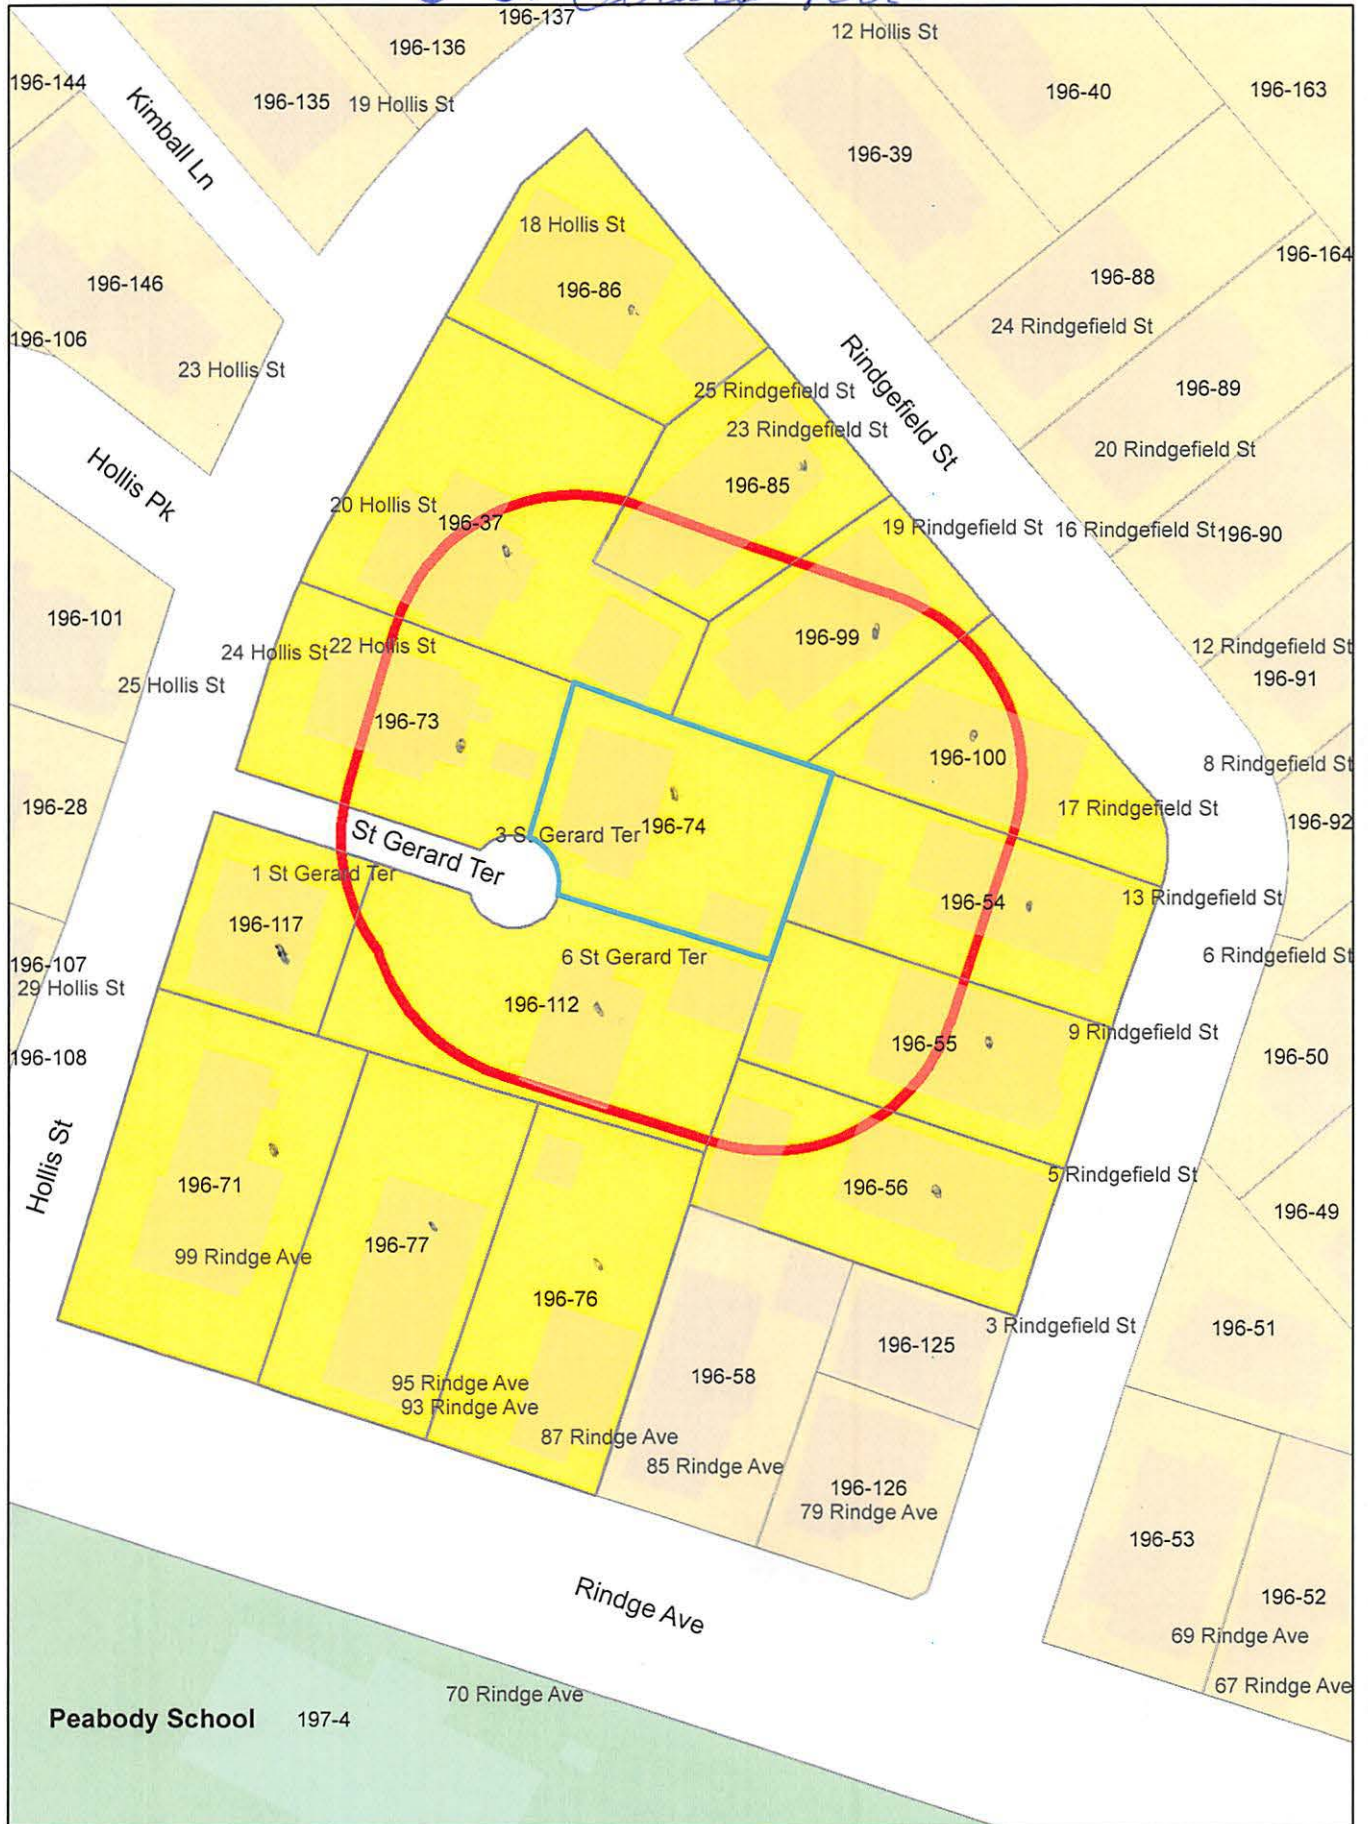 196-137
12 Hollis St
196-136
196-144
196-135
19 Hollis St
196-40
196-163
Kimball Ln
196-39
18 Hollis St
196-164
196-146
196-86
196-88
24 Rindgefield St
196-106
23 Hollis St
Rindgefield St
25 Rindgefield St
196-89
23 Rindgefield St
20 Rindgefield St
Hollis Pk
196-85
20 Hollis St
196-37
19 Rindgefield St
16 Rindgefield St
196-90
196-101
196-99
24 Hollis St
22 Hollis St
12 Rindgefield St
25 Hollis St
196-91
196-73
196-100
8 Rindgefield St
196-28
17 Rindgefield St
St Gerard Ter
3 St Gerard Ter
196-74
196-92
1 St Gerard Ter
196-54
13 Rindgefield St
196-117
6 St Gerard Ter
6 Rindgefield St
196-107
29 Hollis St
196-112
196-55
9 Rindgefield St
196-108
196-50
Hollis St
196-71
196-56
5 Rindgefield St
196-49
99 Rindge Ave
196-77
196-76
3 Rindgefield St
196-51
196-125
95 Rindge Ave
196-58
93 Rindge Ave
87 Rindge Ave
85 Rindge Ave
196-126
79 Rindge Ave
196-53
Rindge Ave
196-52
69 Rindge Ave
67 Rindge Ave
70 Rindge Ave
Peabody School
197-4